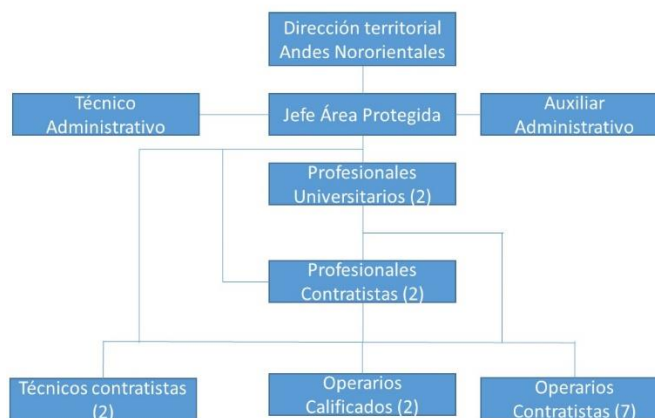 Dirección territorial
Andes Nororientales
Técnico
Administrativo
Jefe Área Protegida
Auxiliar
Administrativo
Profesionales
Universitarios (2)
Profesionales
Contratistas (2)
Técnicos contratistas
(2)
Operarios
Calificados (2)
Operarios
Contratistas (7)